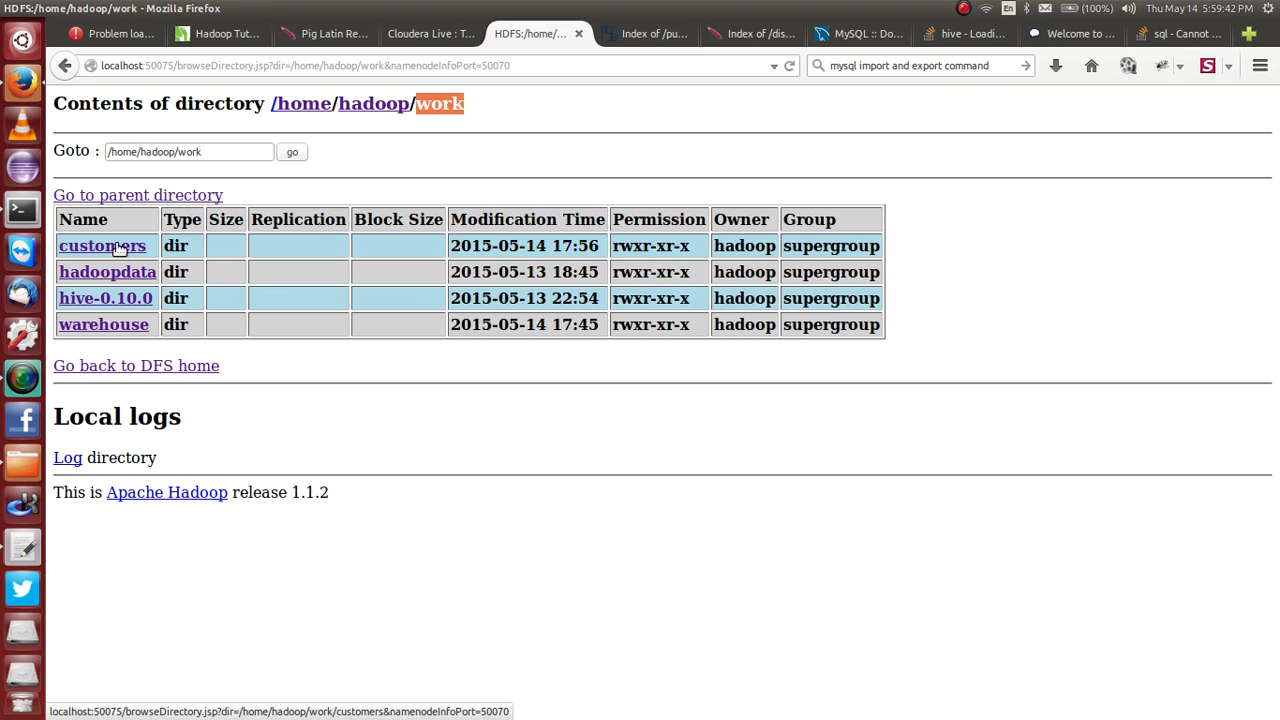 HDFS:/home/hadoop/work - Mozilla Firefox
En (100%) Thu May 14 5:59:42 PM
Problem loa... Hadoop Tut... Pig Latin Re... Cloudera Live : T... HDFS:/home/... Index of /pu... Index of /dis... MySQL :: Do... hive - Loadi... Welcome to ... sql - Cannot ...
localhost:50075/browseDirectory.jsp?dir=/home/hadoop/work&namenodeInfoPort=50070
mysql import and export command
Contents of directory /home/hadoop/work
Goto : /home/hadoop/work go
Go to parent directory
Name Type Size Replication Block Size Modification Time Permission Owner Group
customers dir 2015-05-14 17:56 rwxr-xr-x hadoop supergroup
hadoopdata dir 2015-05-13 18:45 rwxr-xr-x hadoop supergroup
hive-0.10.0 dir 2015-05-13 22:54 rwxr-xr-x hadoop supergroup
warehouse dir 2015-05-14 17:45 rwxr-xr-x hadoop supergroup
Go back to DFS home
Local logs
Log directory
This is Apache Hadoop release 1.1.2
localhost:50075/browseDirectory.jsp?dir=/home/hadoop/work/customers&namenodeInfoPort=50070